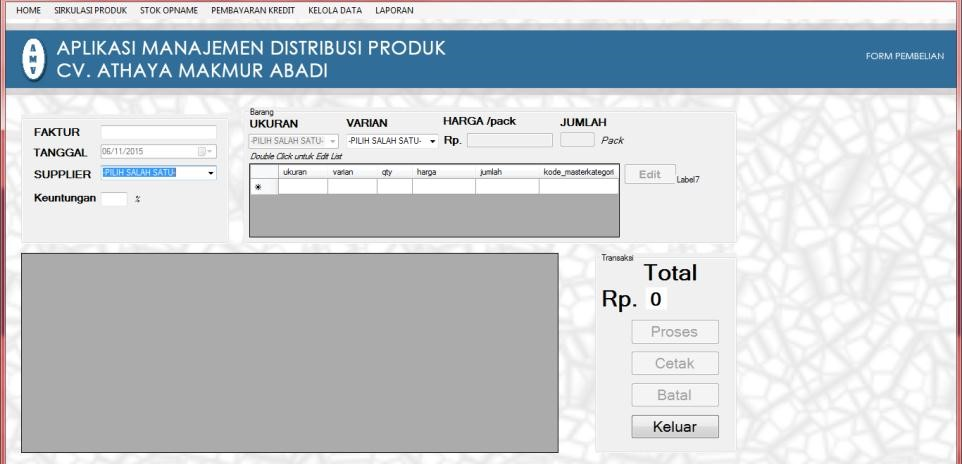 HOME SIRKULASI PRODUK STOK OPNAME PEMBAYARAN KREDIT KELOLA DATA LAPORAN
AMV
APLIKASI MANAJEMEN DISTRIBUSI PRODUK
CV. ATHAYA MAKMUR ABADI
FORM PEMBELIAN
FAKTUR
TANGGAL 06/11/2015
SUPPLIER -PILIH SALAH SATU-
Keuntungan %
Barang
UKURAN VARIAN HARGA /pack JUMLAH
-PILIH SALAH SATU- -PILIH SALAH SATU- Rp. Pack
Double Click untuk Edit List
ukuran varian qty harga jumlah kode_masterkategori
Edit Label7
Transaksi
Total
Rp. 0
Proses
Cetak
Batal
Keluar